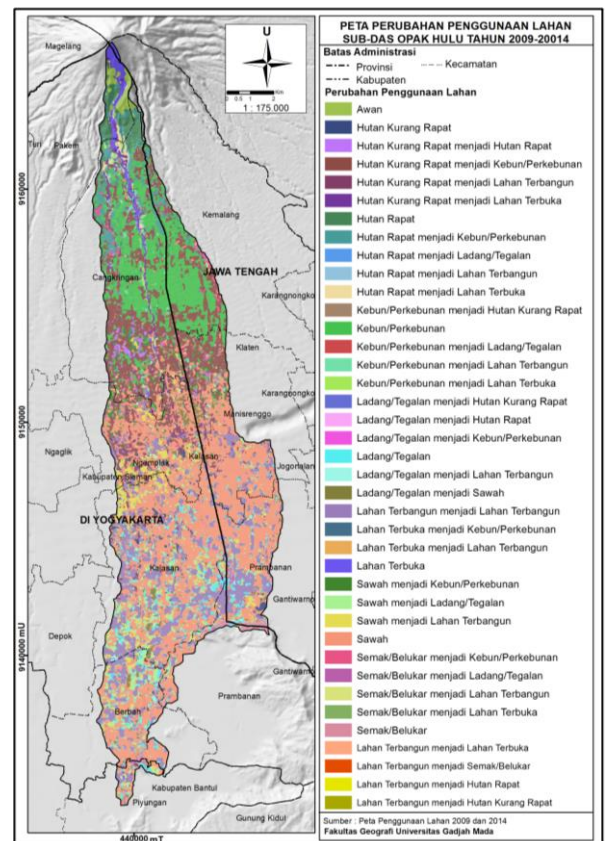 PETA PERUBAHAN PENGGUNAAN LAHAN
SUB-DAS OPAK HULU TAHUN 2009-20014
Batas Administrasi
Provinsi
Kecamatan
Kabupaten
Perubahan Penggunaan Lahan
Awan
Hutan Kurang Rapat
Hutan Kurang Rapat menjadi Hutan Rapat
Hutan Kurang Rapat menjadi Kebun/Perkebunan
Hutan Kurang Rapat menjadi Lahan Terbangun
Hutan Kurang Rapat menjadi Lahan Terbuka
Hutan Rapat
Hutan Rapat menjadi Kebun/Perkebunan
Hutan Rapat menjadi Ladang/Tegalan
Hutan Rapat menjadi Lahan Terbangun
Hutan Rapat menjadi Lahan Terbuka
Kebun/Perkebunan menjadi Hutan Kurang Rapat
Kebun/Perkebunan
Kebun/Perkebunan menjadi Ladang/Tegalan
Kebun/Perkebunan menjadi Lahan Terbangun
Kebun/Perkebunan menjadi Lahan Terbuka
Ladang/Tegalan menjadi Hutan Kurang Rapat
Ladang/Tegalan menjadi Hutan Rapat
Ladang/Tegalan menjadi Kebun/Perkebunan
Ladang/Tegalan
Ladang/Tegalan menjadi Lahan Terbangun
Ladang/Tegalan menjadi Sawah
Lahan Terbangun menjadi Lahan Terbangun
Lahan Terbuka menjadi Kebun/Perkebunan
Lahan Terbuka menjadi Lahan Terbangun
Lahan Terbuka
Sawah menjadi Kebun/Perkebunan
Sawah menjadi Ladang/Tegalan
Sawah menjadi Lahan Terbangun
Sawah
Semak/Belukar menjadi Kebun/Perkebunan
Semak/Belukar menjadi Ladang/Tegalan
Semak/Belukar menjadi Lahan Terbangun
Semak/Belukar menjadi Lahan Terbuka
Semak/Belukar
Lahan Terbangun menjadi Lahan Terbuka
Lahan Terbangun menjadi Semak/Belukar
Lahan Terbangun menjadi Hutan Rapat
Lahan Terbangun menjadi Hutan Kurang Rapat
Sumber : Peta Penggunaan Lahan 2009 dan 2014
Fakultas Geografi Universitas Gadjah Mada
U
1 : 175.000
Magelang
Turi
Pakem
9160000
Kemalang
Cangkringan
JAWA TENGAH
Karangnongko
Klaten
Karangnongko
Manisrenggo
9150000
Ngaglik
Ngemplak
Kalasan
Jogonalan
Kabupaten Sleman
DI YOGYAKARTA
Kalasan
Prambanan
Gantiwarno
Depok
9140000 mU
Gantiwarno
Prambanan
Berbah
Kabupaten Bantul
Piyungan
Gunung Kidul
440000 mT